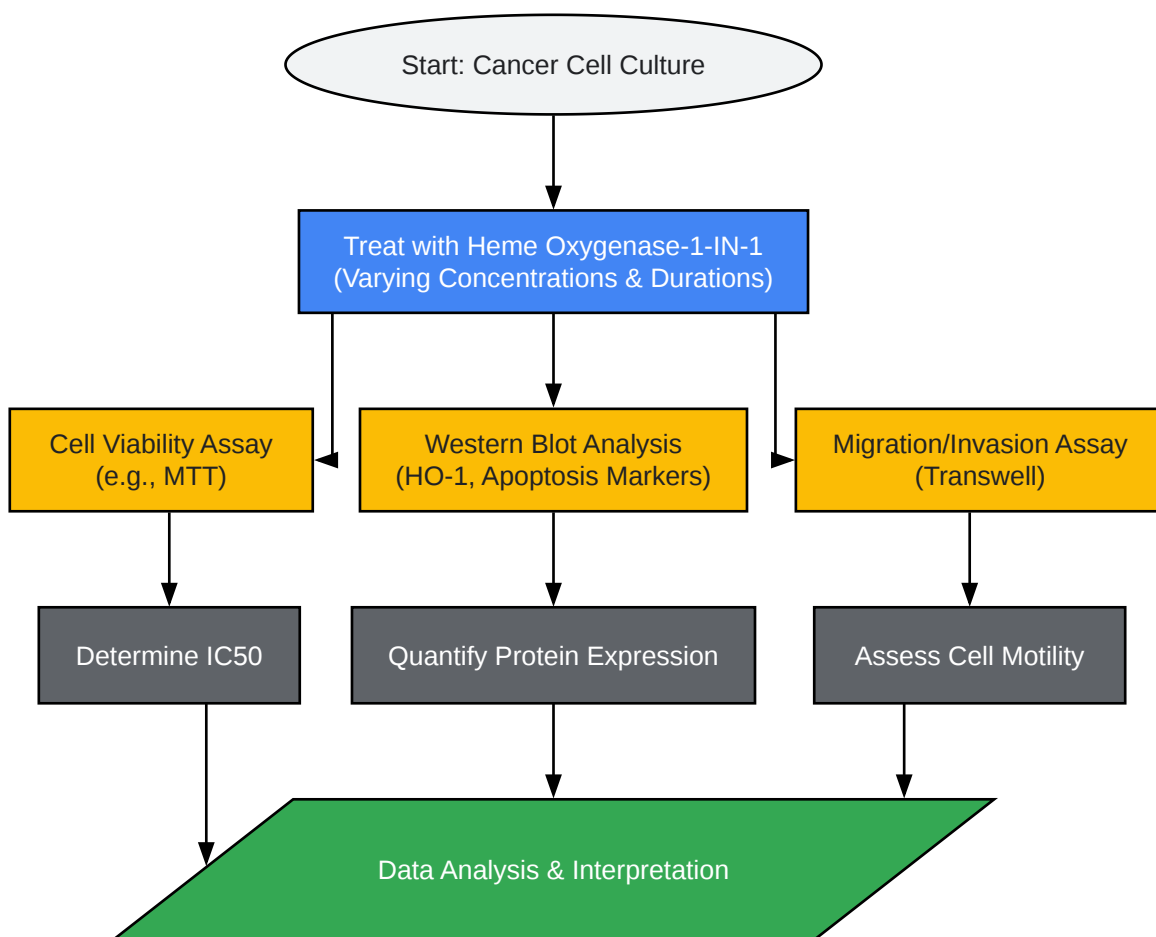 Start: Cancer Cell Culture
Treat with Heme Oxygenase-1-IN-1
(Varying Concentrations & Durations)
Cell Viability Assay
(e.g., MTT)
Western Blot Analysis
(HO-1, Apoptosis Markers)
Migration/Invasion Assay
(Transwell)
Determine IC50
Quantify Protein Expression
Assess Cell Motility
Data Analysis & Interpretation